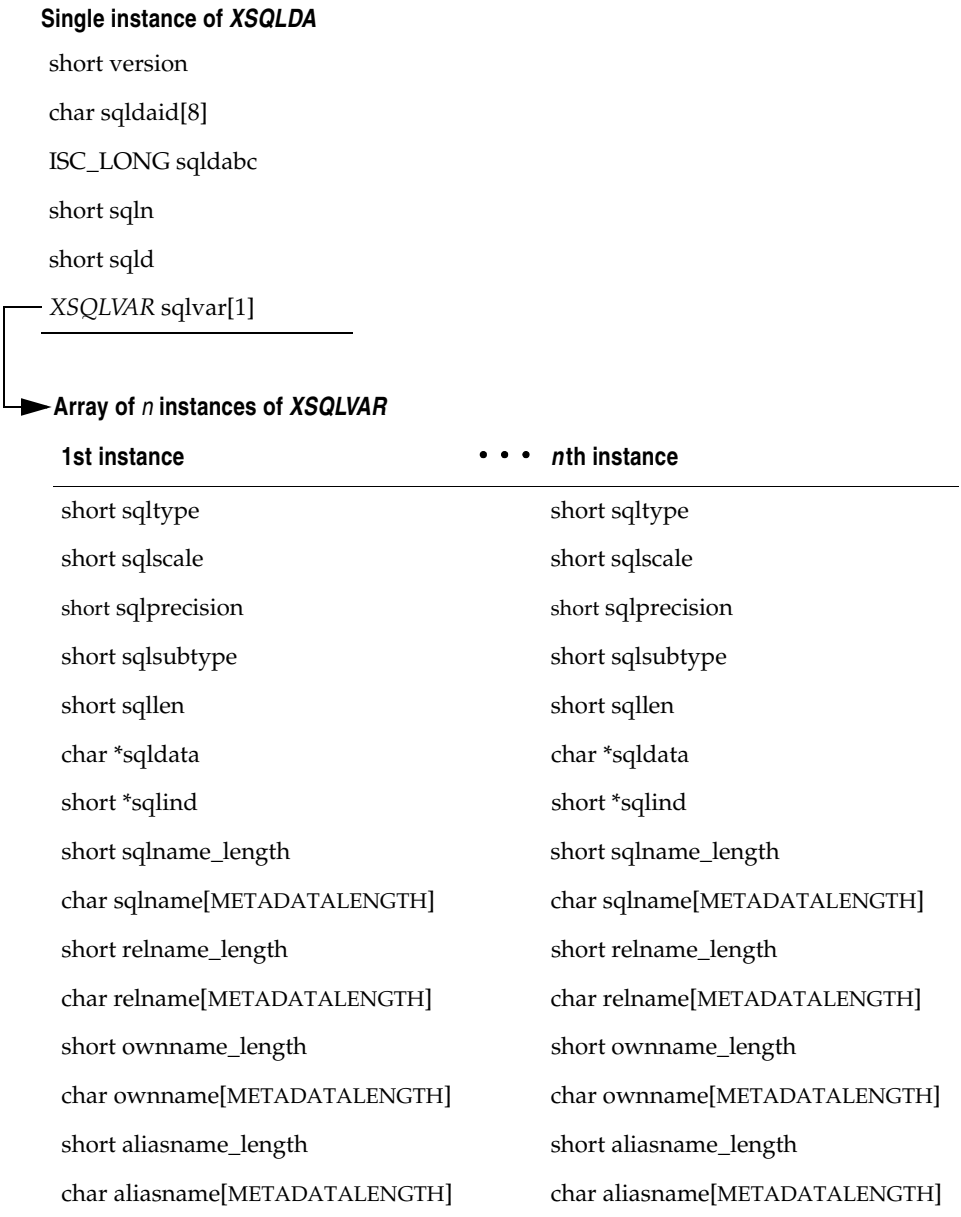 Single instance of XSQLDA
short version
char sqldaid[8]
ISC_LONG sqldabc
short sqln
short sqld
XSQLVAR sqlvar[1]
Array of n instances of XSQLVAR
1st instance • • • nth instance
short sqltype short sqltype
short sqlscale short sqlscale
short sqlprecision short sqlprecision
short sqlsubtype short sqlsubtype
short sqllen short sqllen
char *sqldata char *sqldata
short *sqlind short *sqlind
short sqlname_length short sqlname_length
char sqlname[METADATALENGTH] char sqlname[METADATALENGTH]
short relname_length short relname_length
char relname[METADATALENGTH] char relname[METADATALENGTH]
short ownname_length short ownname_length
char ownname[METADATALENGTH] char ownname[METADATALENGTH]
short aliasname_length short aliasname_length
char aliasname[METADATALENGTH] char aliasname[METADATALENGTH]